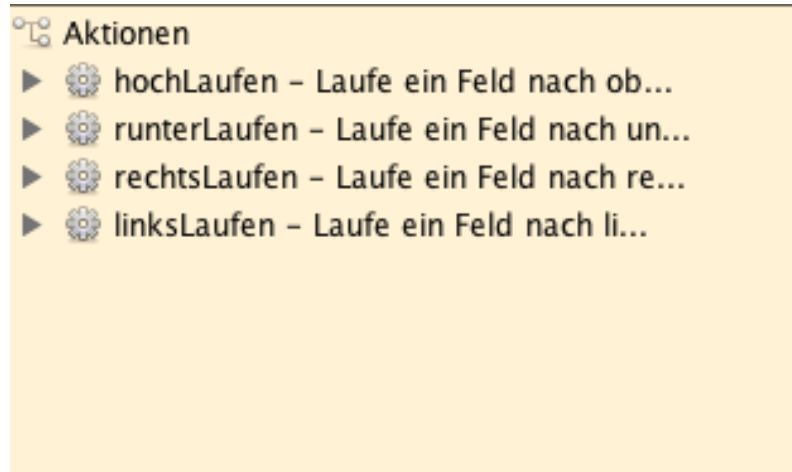 Aktionen
hochLaufen – Laufe ein Feld nach ob...
runterLaufen – Laufe ein Feld nach un...
rechtsLaufen – Laufe ein Feld nach re...
linksLaufen – Laufe ein Feld nach li...